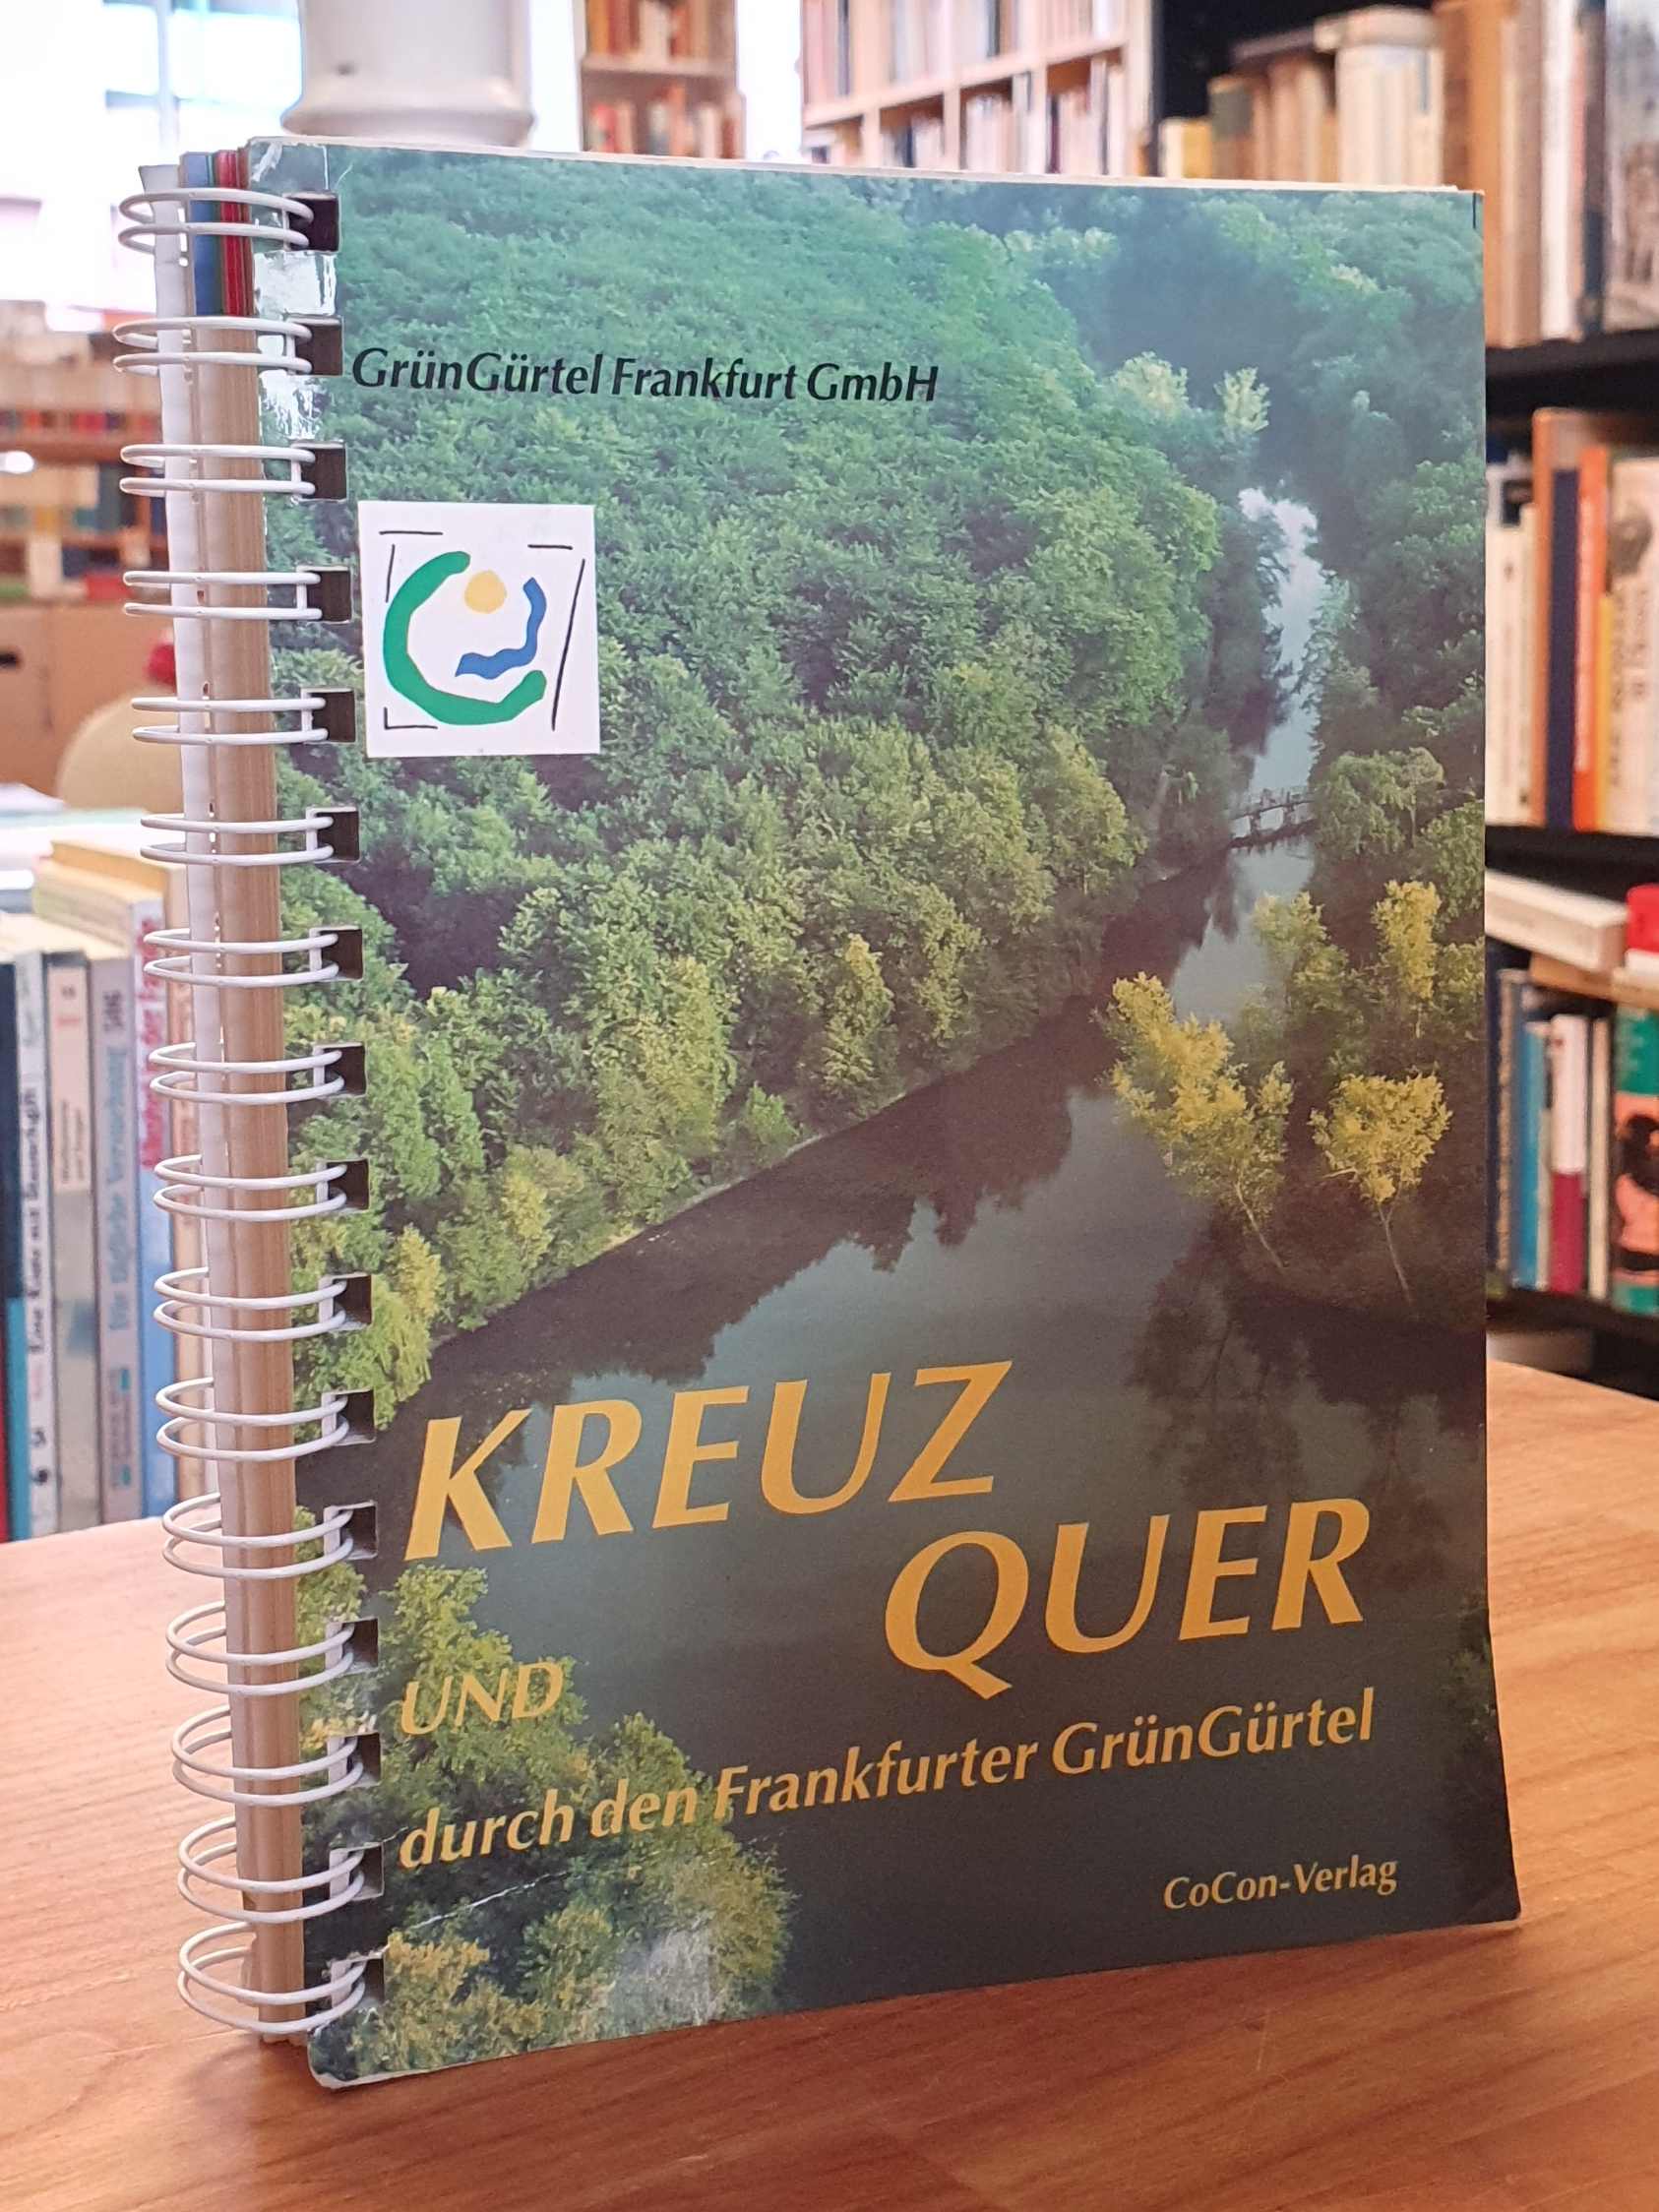 GrünGürtel Frankfurt GmbH
KREUZ
QUER
UND
durch den Frankfurter GrünGürtel
CoCon-Verlag